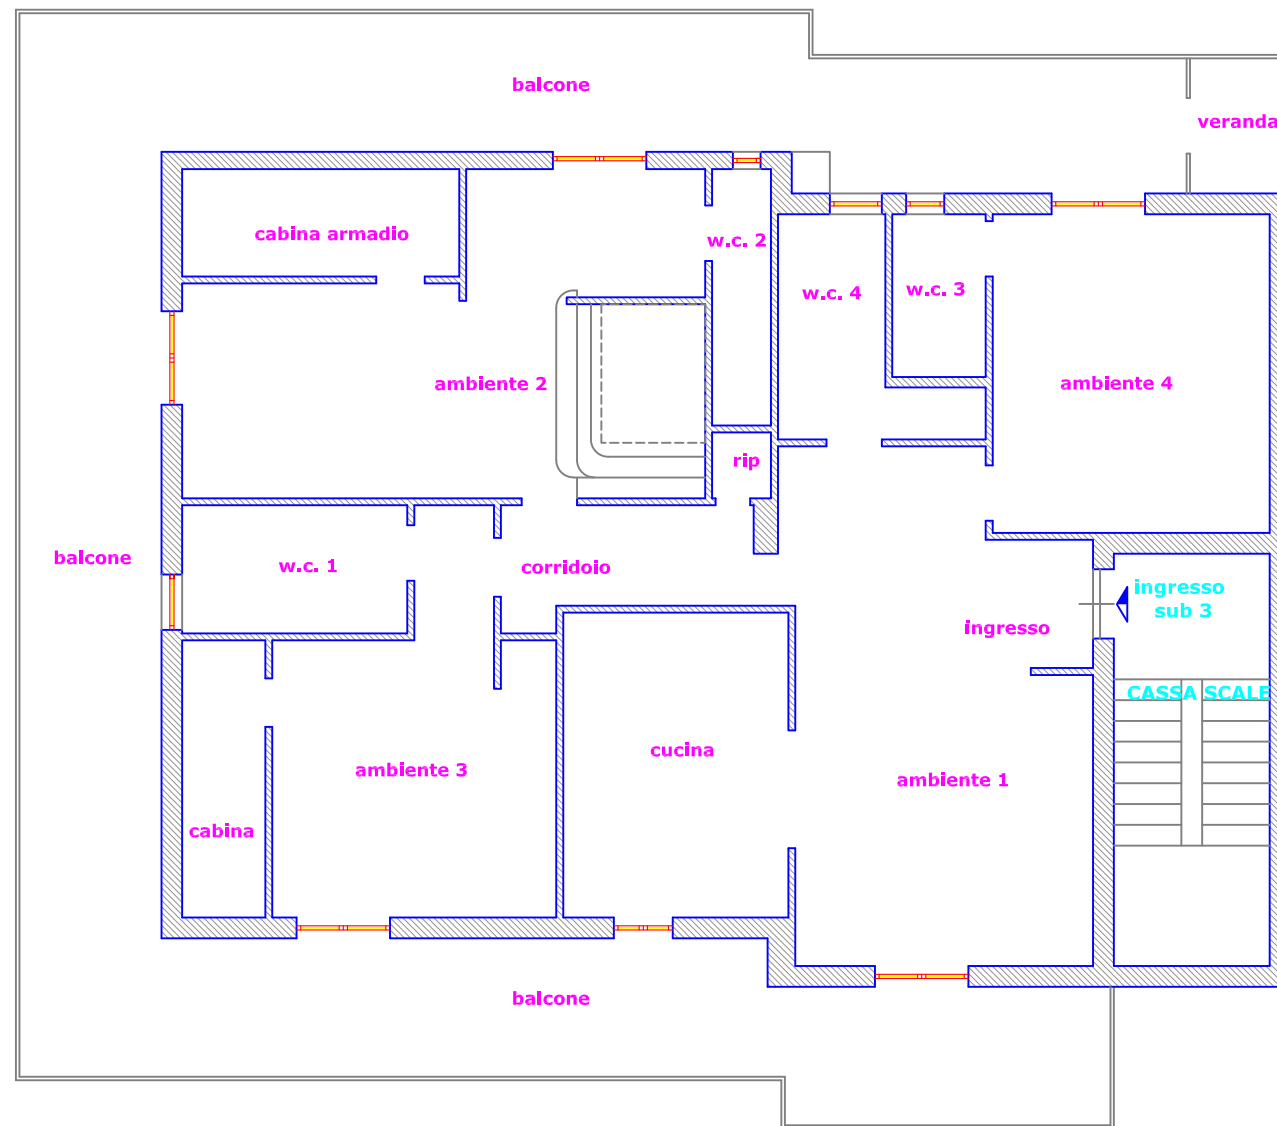 balcone
veranda
cabina armadio
w.c. 2
w.c. 4
w.c. 3
ambiente 2
ambiente 4
rip
balcone
w.c. 1
corridoio
ingresso
sub 3
ingresso
CASSA SCALE
cucina
ambiente 3
ambiente 1
cabina
balcone